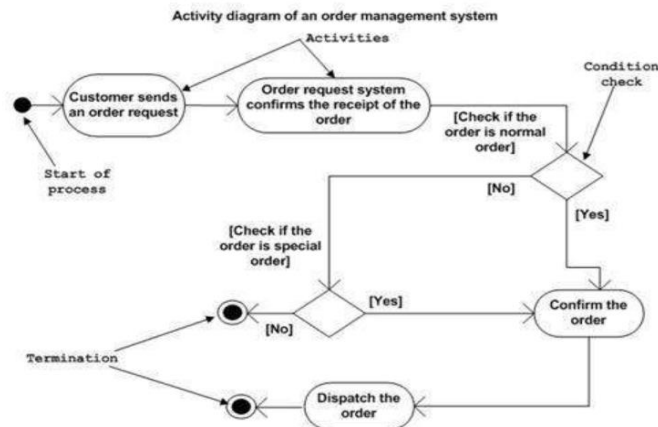 Activity diagram of an order management system
Activities
Customer sends
an order request
Order request system
confirms the receipt of the
order
Condition
check
[Check if the
order is normal
order]
Start of
process
[No]
[Yes]
[Check if the
order is special
order]
[Yes]
[No]
Confirm the
order
Termination
Dispatch the
order